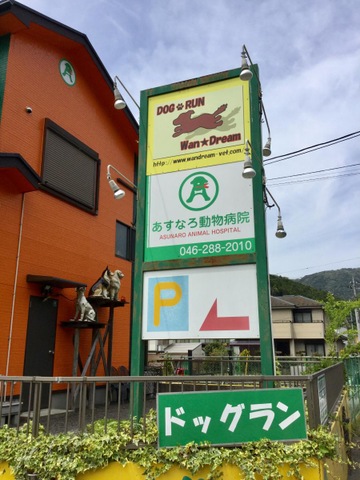 DOG RUN
Wan★Dream
http://www.wandream-vet.com/
あすなろ動物病院
ASUNARO ANIMAL HOSPITAL
046-288-2010
P
ドッグラン